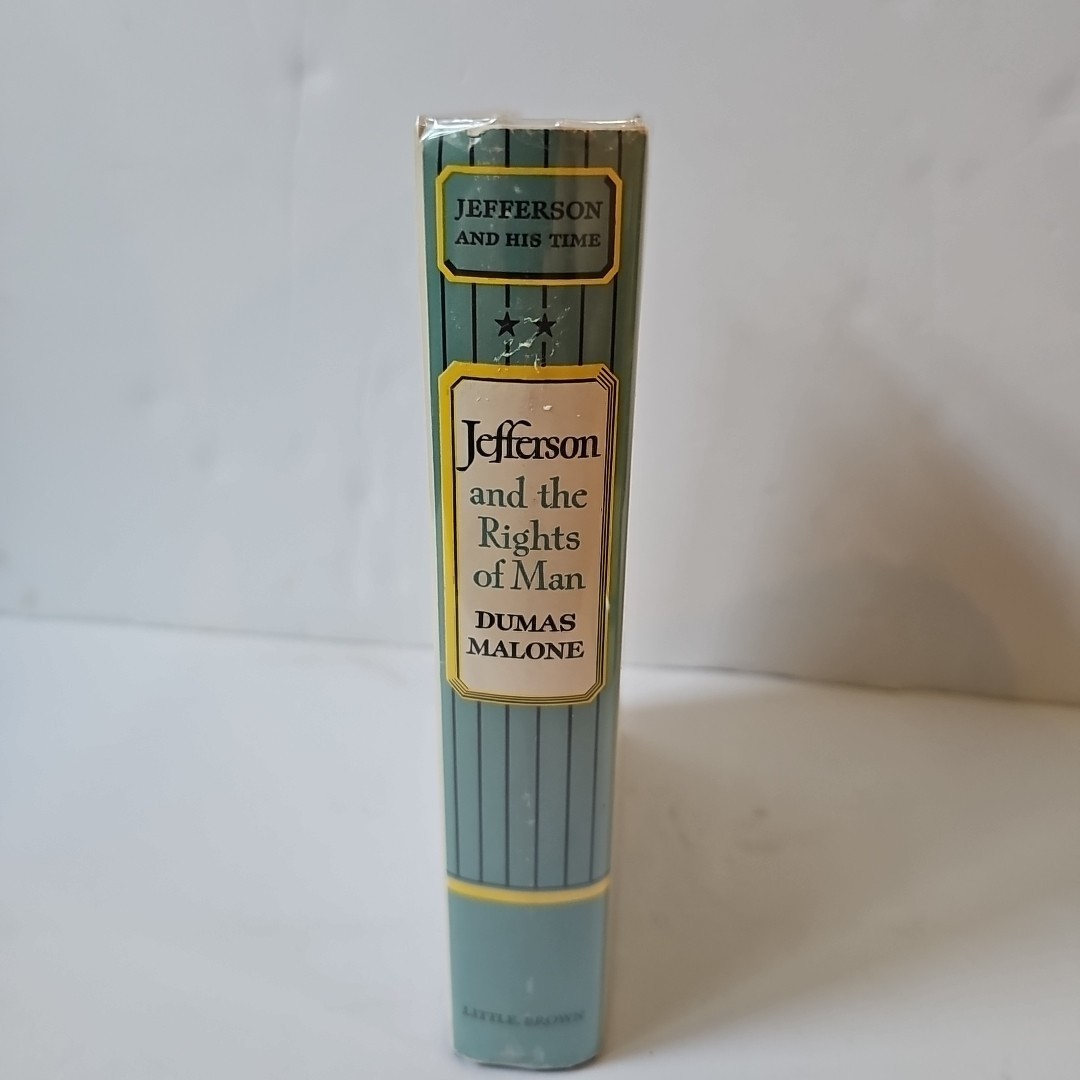 JEFFERSON
AND HIS TIME
★★
Jefferson
and the
Rights
of Man
DUMAS
MALONE
LITTLE, BROWN